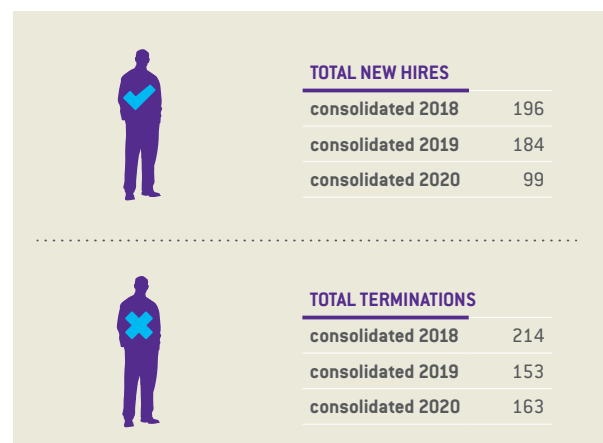 TOTAL NEW HIRES
consolidated 2018 196
consolidated 2019 184
consolidated 2020 99
TOTAL TERMINATIONS
consolidated 2018 214
consolidated 2019 153
consolidated 2020 163